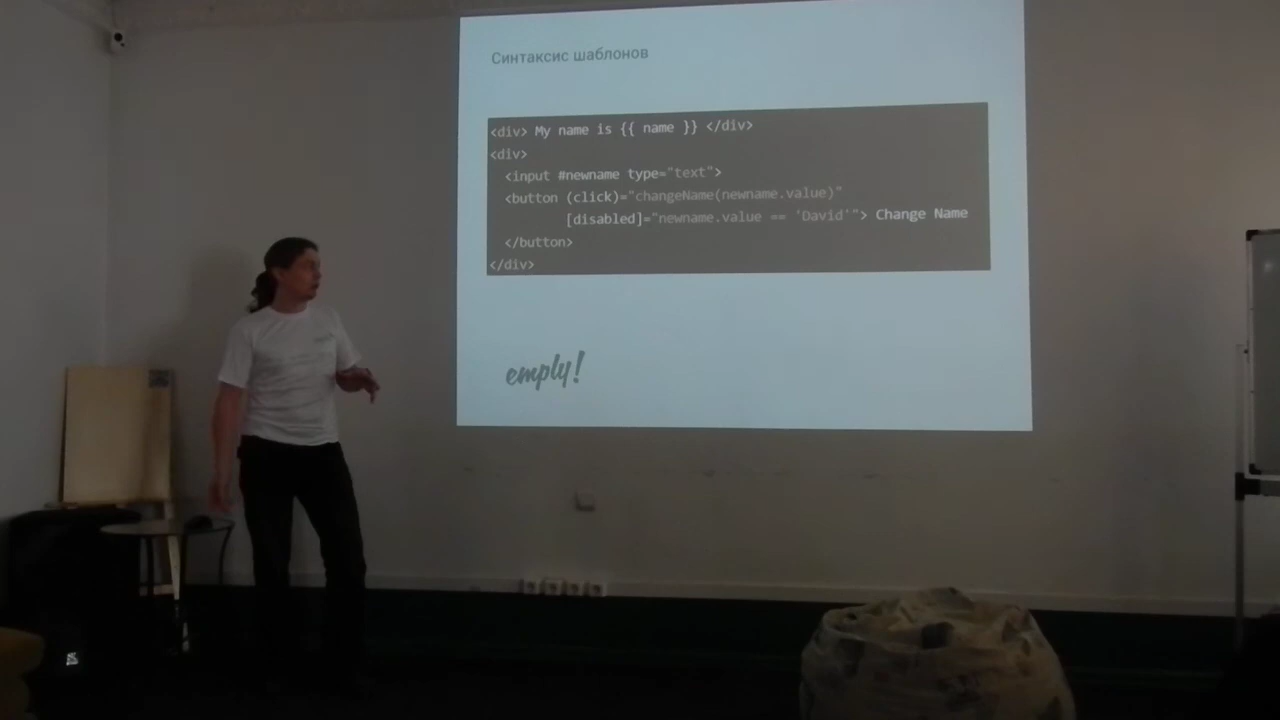 Синтаксис шаблонов
<div> My name is {{ name }} </div>
<div>
<input #newname type="text">
<button (click)="changeName(newname.value)"
[disabled]="newname.value == 'David'"> Change Name
</button>
</div>
emply!